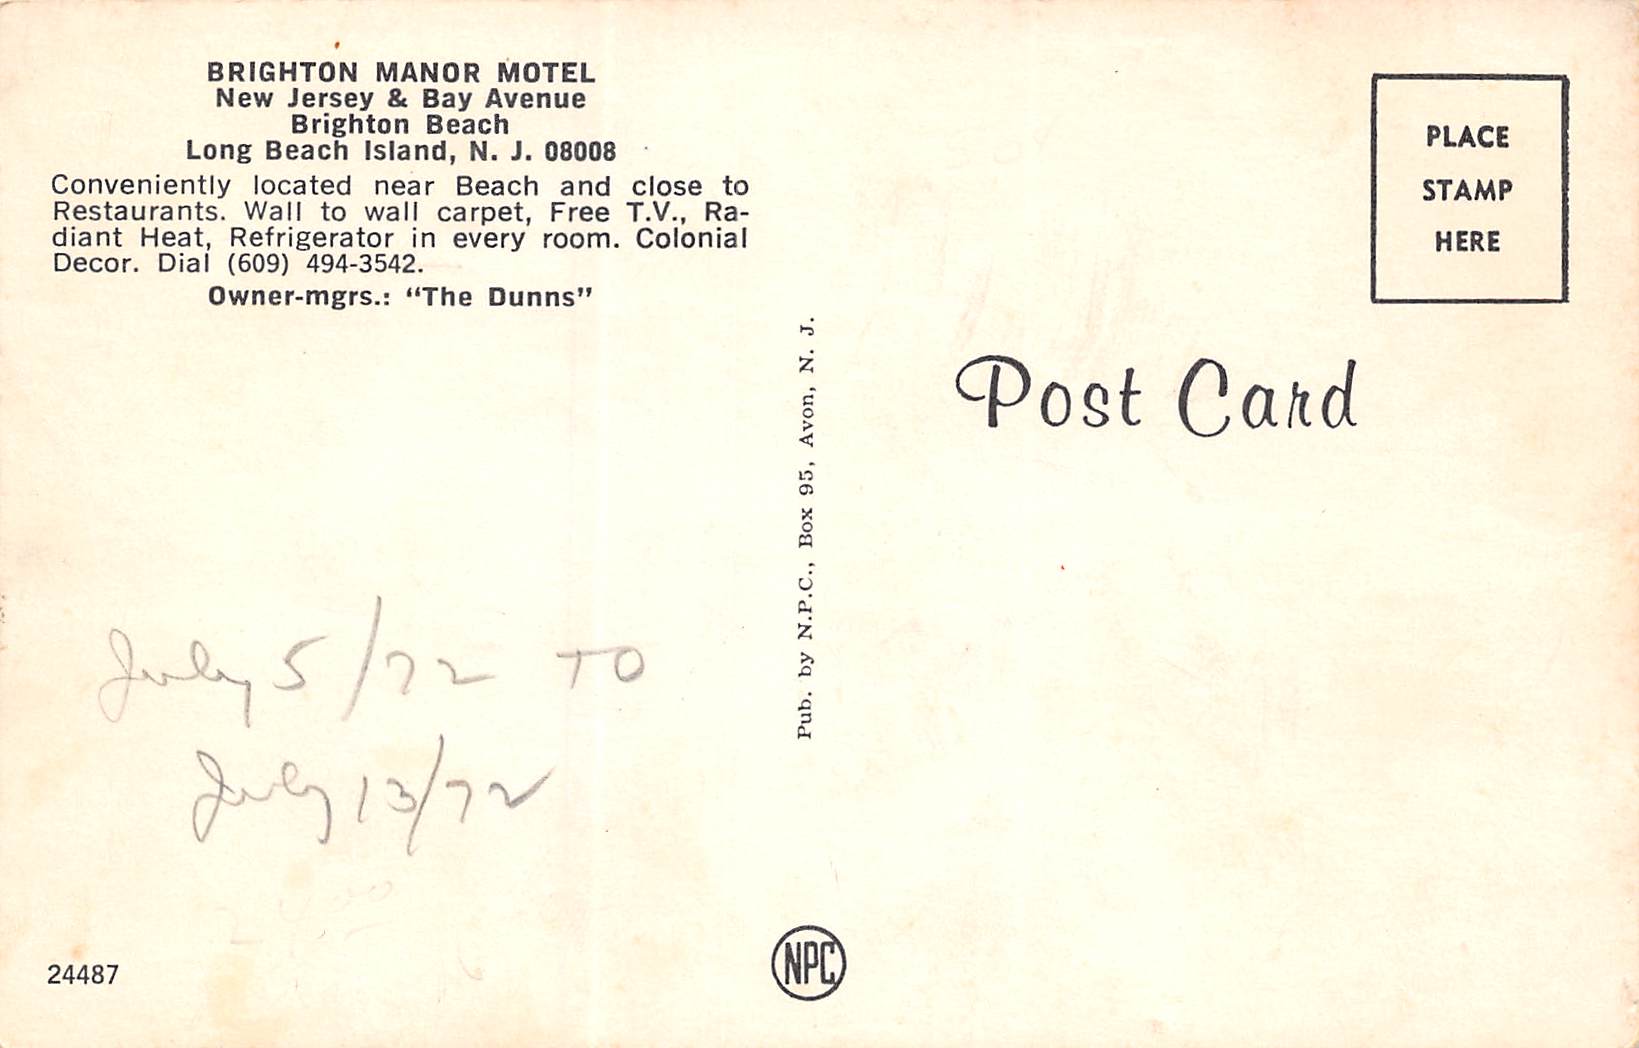 BRIGHTON MANOR MOTEL
New Jersey & Bay Avenue
Brighton Beach
Long Beach Island, N. J. 08008
Conveniently located near Beach and close to
Restaurants. Wall to wall carpet, Free T.V., Ra-
diant Heat, Refrigerator in every room. Colonial
Decor. Dial (609) 494-3542.
Owner-mgrs.: “The Dunns”
July 5/72 TO
July 13/72
24487
Pub. by N.P.C., Box 95, Avon, N. J.
NPC
PLACE
STAMP
HERE
Post Card